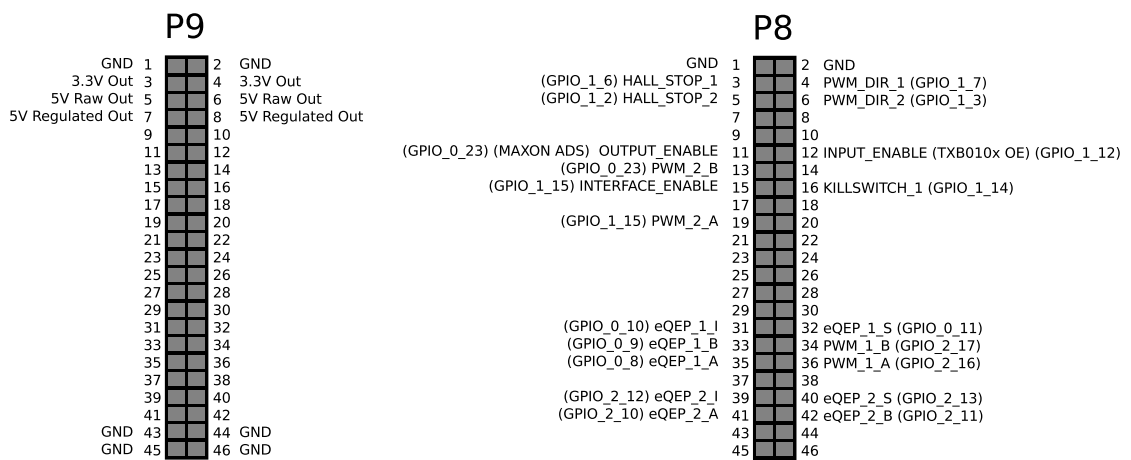 P9
GND 1 2 GND
3.3V Out 3 4 3.3V Out
5V Raw Out 5 6 5V Raw Out
5V Regulated Out 7 8 5V Regulated Out
9 10
11 12
13 14
15 16
17 18
19 20
21 22
23 24
25 26
27 28
29 30
31 32
33 34
35 36
37 38
39 40
41 42
GND 43 44 GND
GND 45 46 GND
P8
GND 1 2 GND
(GPIO_1_6) HALL_STOP_1 3 4 PWM_DIR_1 (GPIO_1_7)
(GPIO_1_2) HALL_STOP_2 5 6 PWM_DIR_2 (GPIO_1_3)
7 8
9 10
(GPIO_0_23) (MAXON ADS) OUTPUT_ENABLE 11 12 INPUT_ENABLE (TXB010x OE) (GPIO_1_12)
(GPIO_0_23) PWM_2_B 13 14
(GPIO_1_15) INTERFACE_ENABLE 15 16 KILLSWITCH_1 (GPIO_1_14)
17 18
(GPIO_1_15) PWM_2_A 19 20
21 22
23 24
25 26
27 28
29 30
(GPIO_0_10) eQEP_1_I 31 32 eQEP_1_S (GPIO_0_11)
(GPIO_0_9) eQEP_1_B 33 34 PWM_1_B (GPIO_2_17)
(GPIO_0_8) eQEP_1_A 35 36 PWM_1_A (GPIO_2_16)
37 38
(GPIO_2_12) eQEP_2_I 39 40 eQEP_2_S (GPIO_2_13)
(GPIO_2_10) eQEP_2_A 41 42 eQEP_2_B (GPIO_2_11)
43 44
45 46